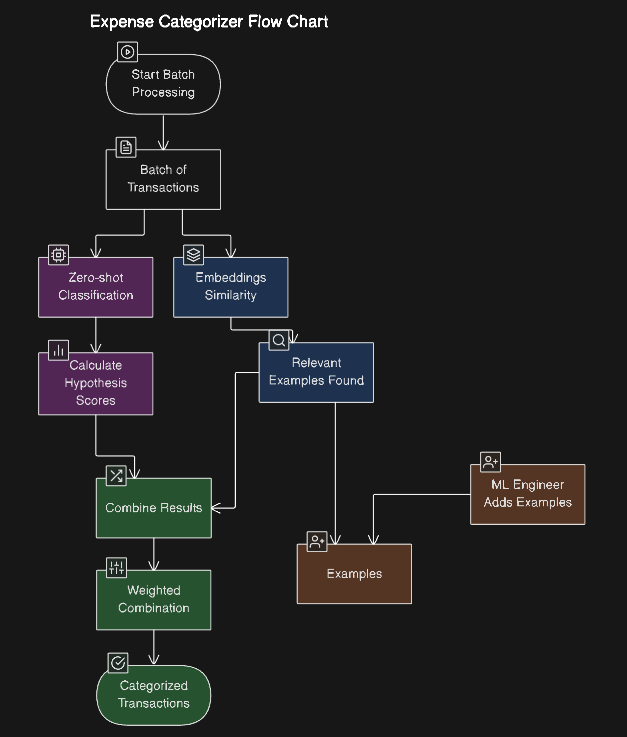 Expense Categorizer Flow Chart
Start Batch
Processing
Batch of
Transactions
Zero-shot
Classification
Embeddings
Similarity
Calculate
Hypothesis
Scores
Relevant
Examples Found
Combine Results
ML Engineer
Adds Examples
Examples
Weighted
Combination
Categorized
Transactions